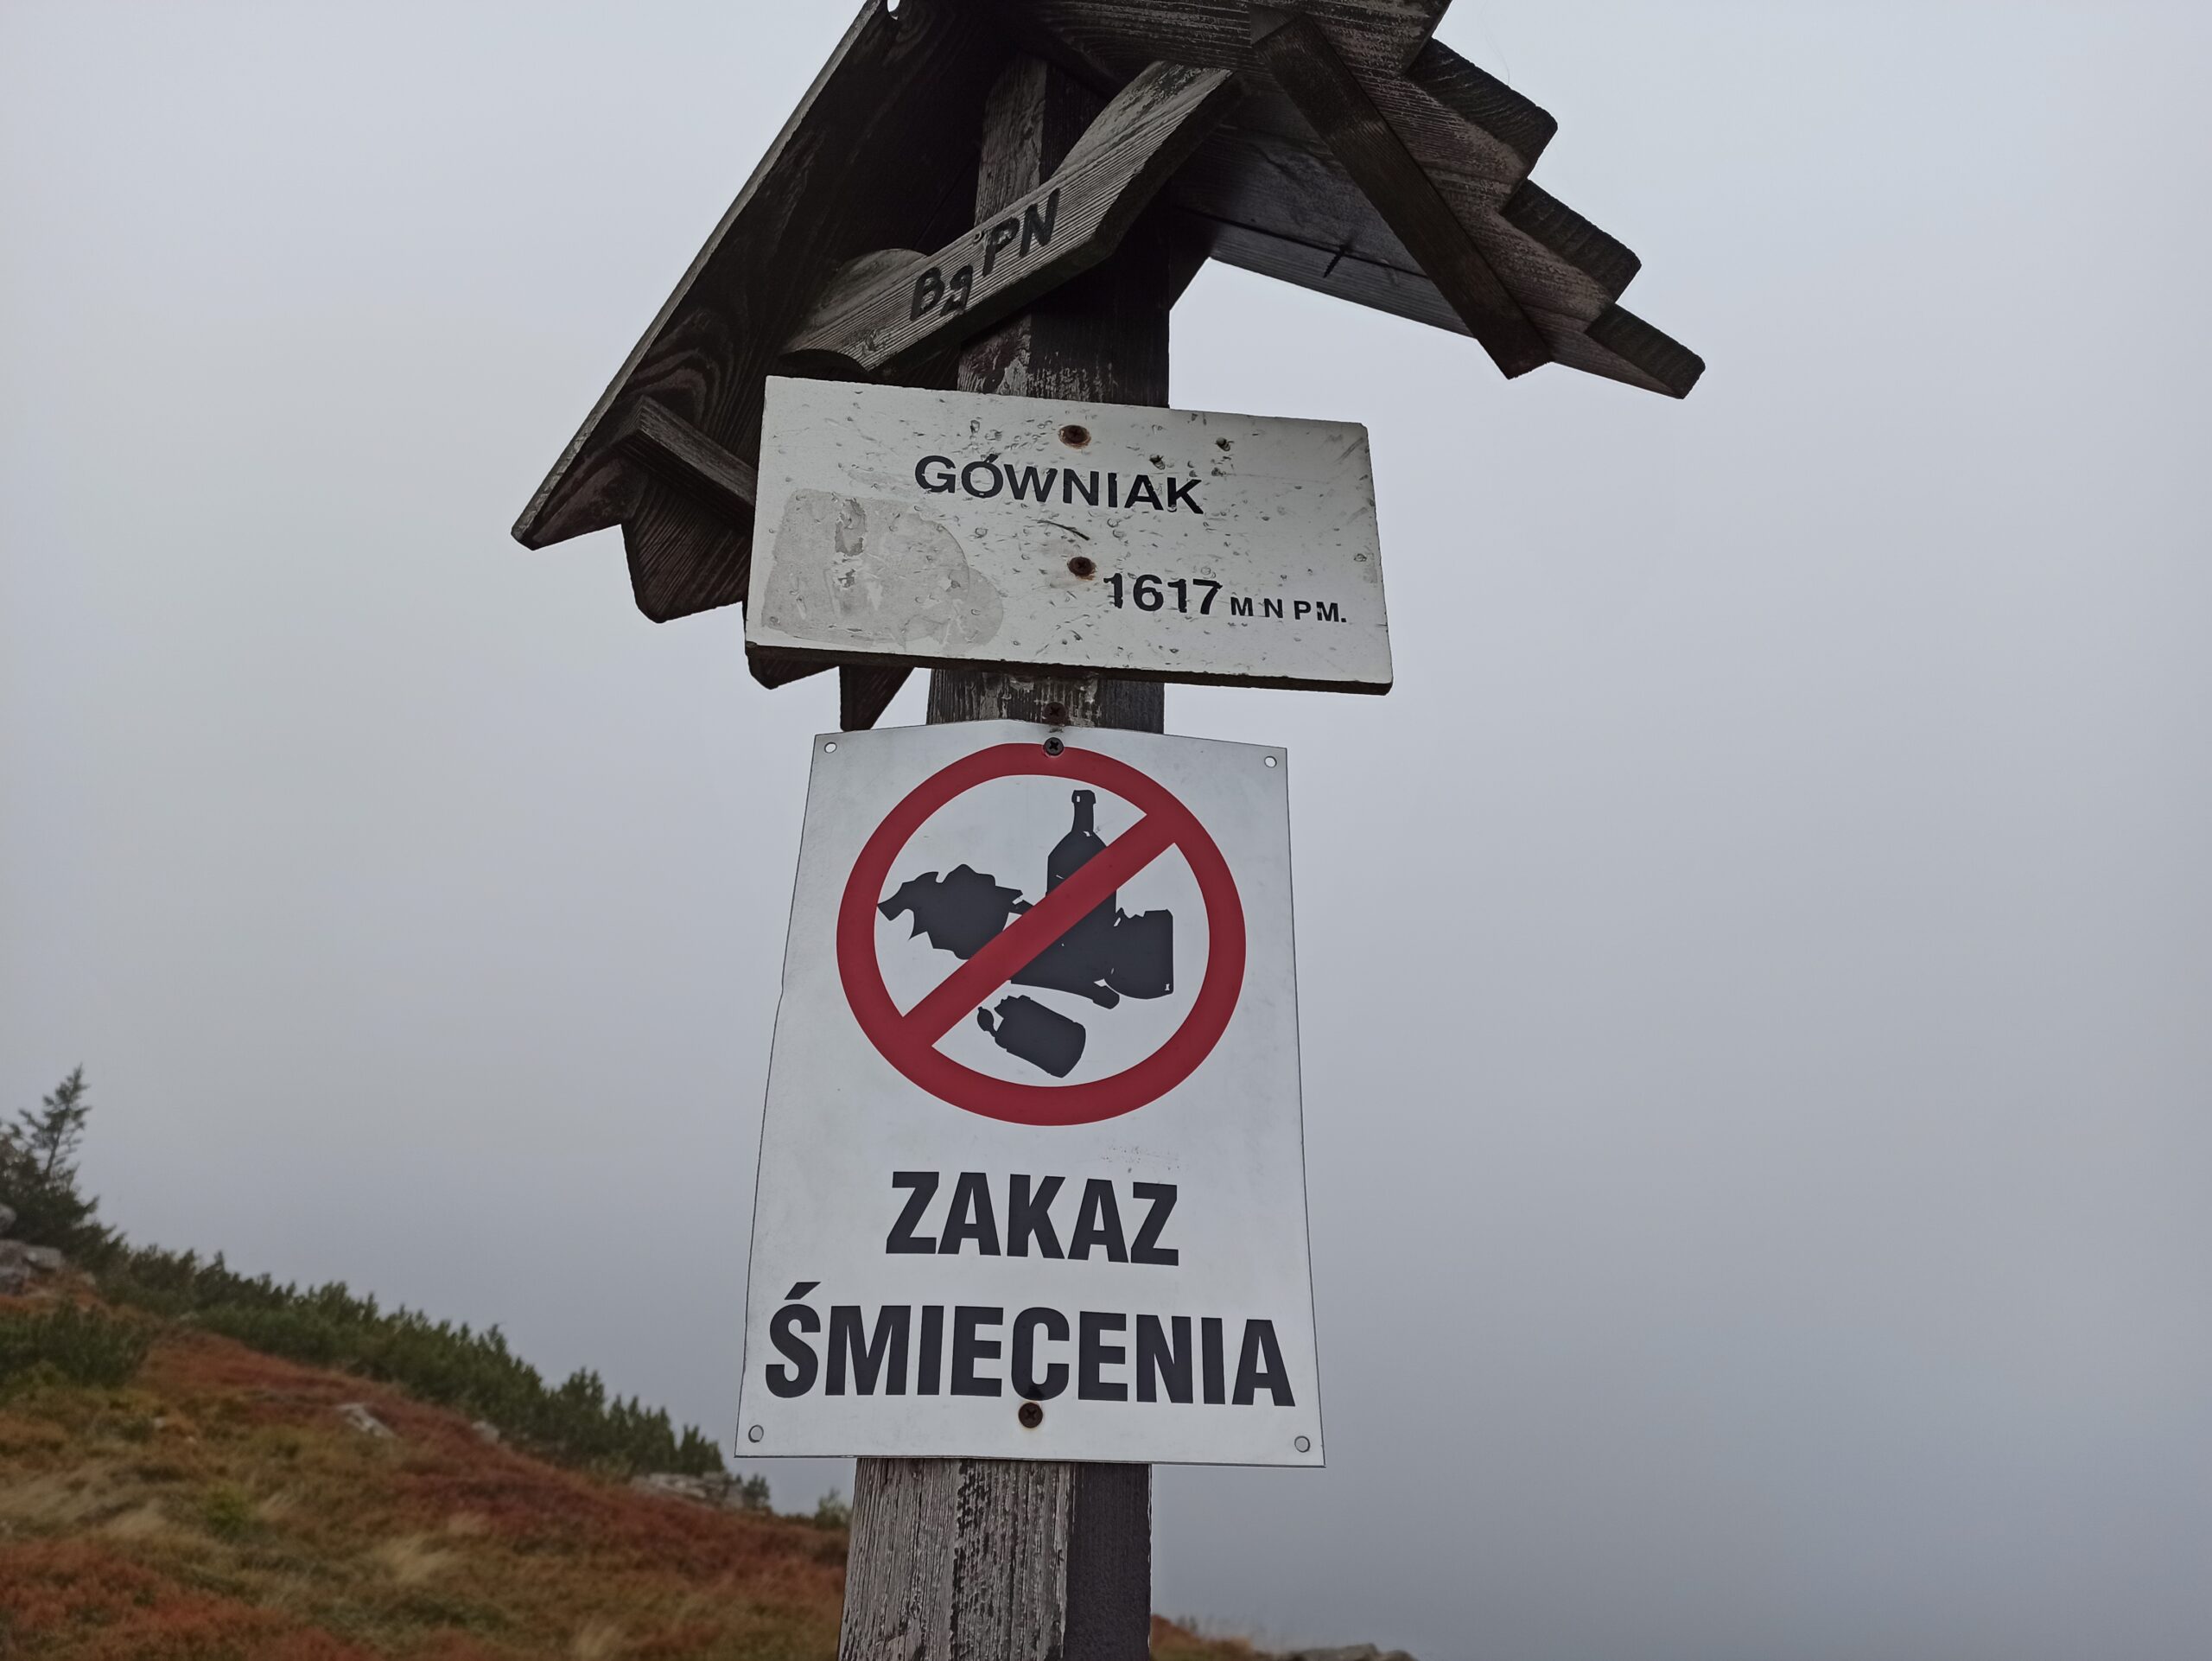 BgPN
GÓWNIAK
1617 M N P M.
ZAKAZ
ŚMIECENIA